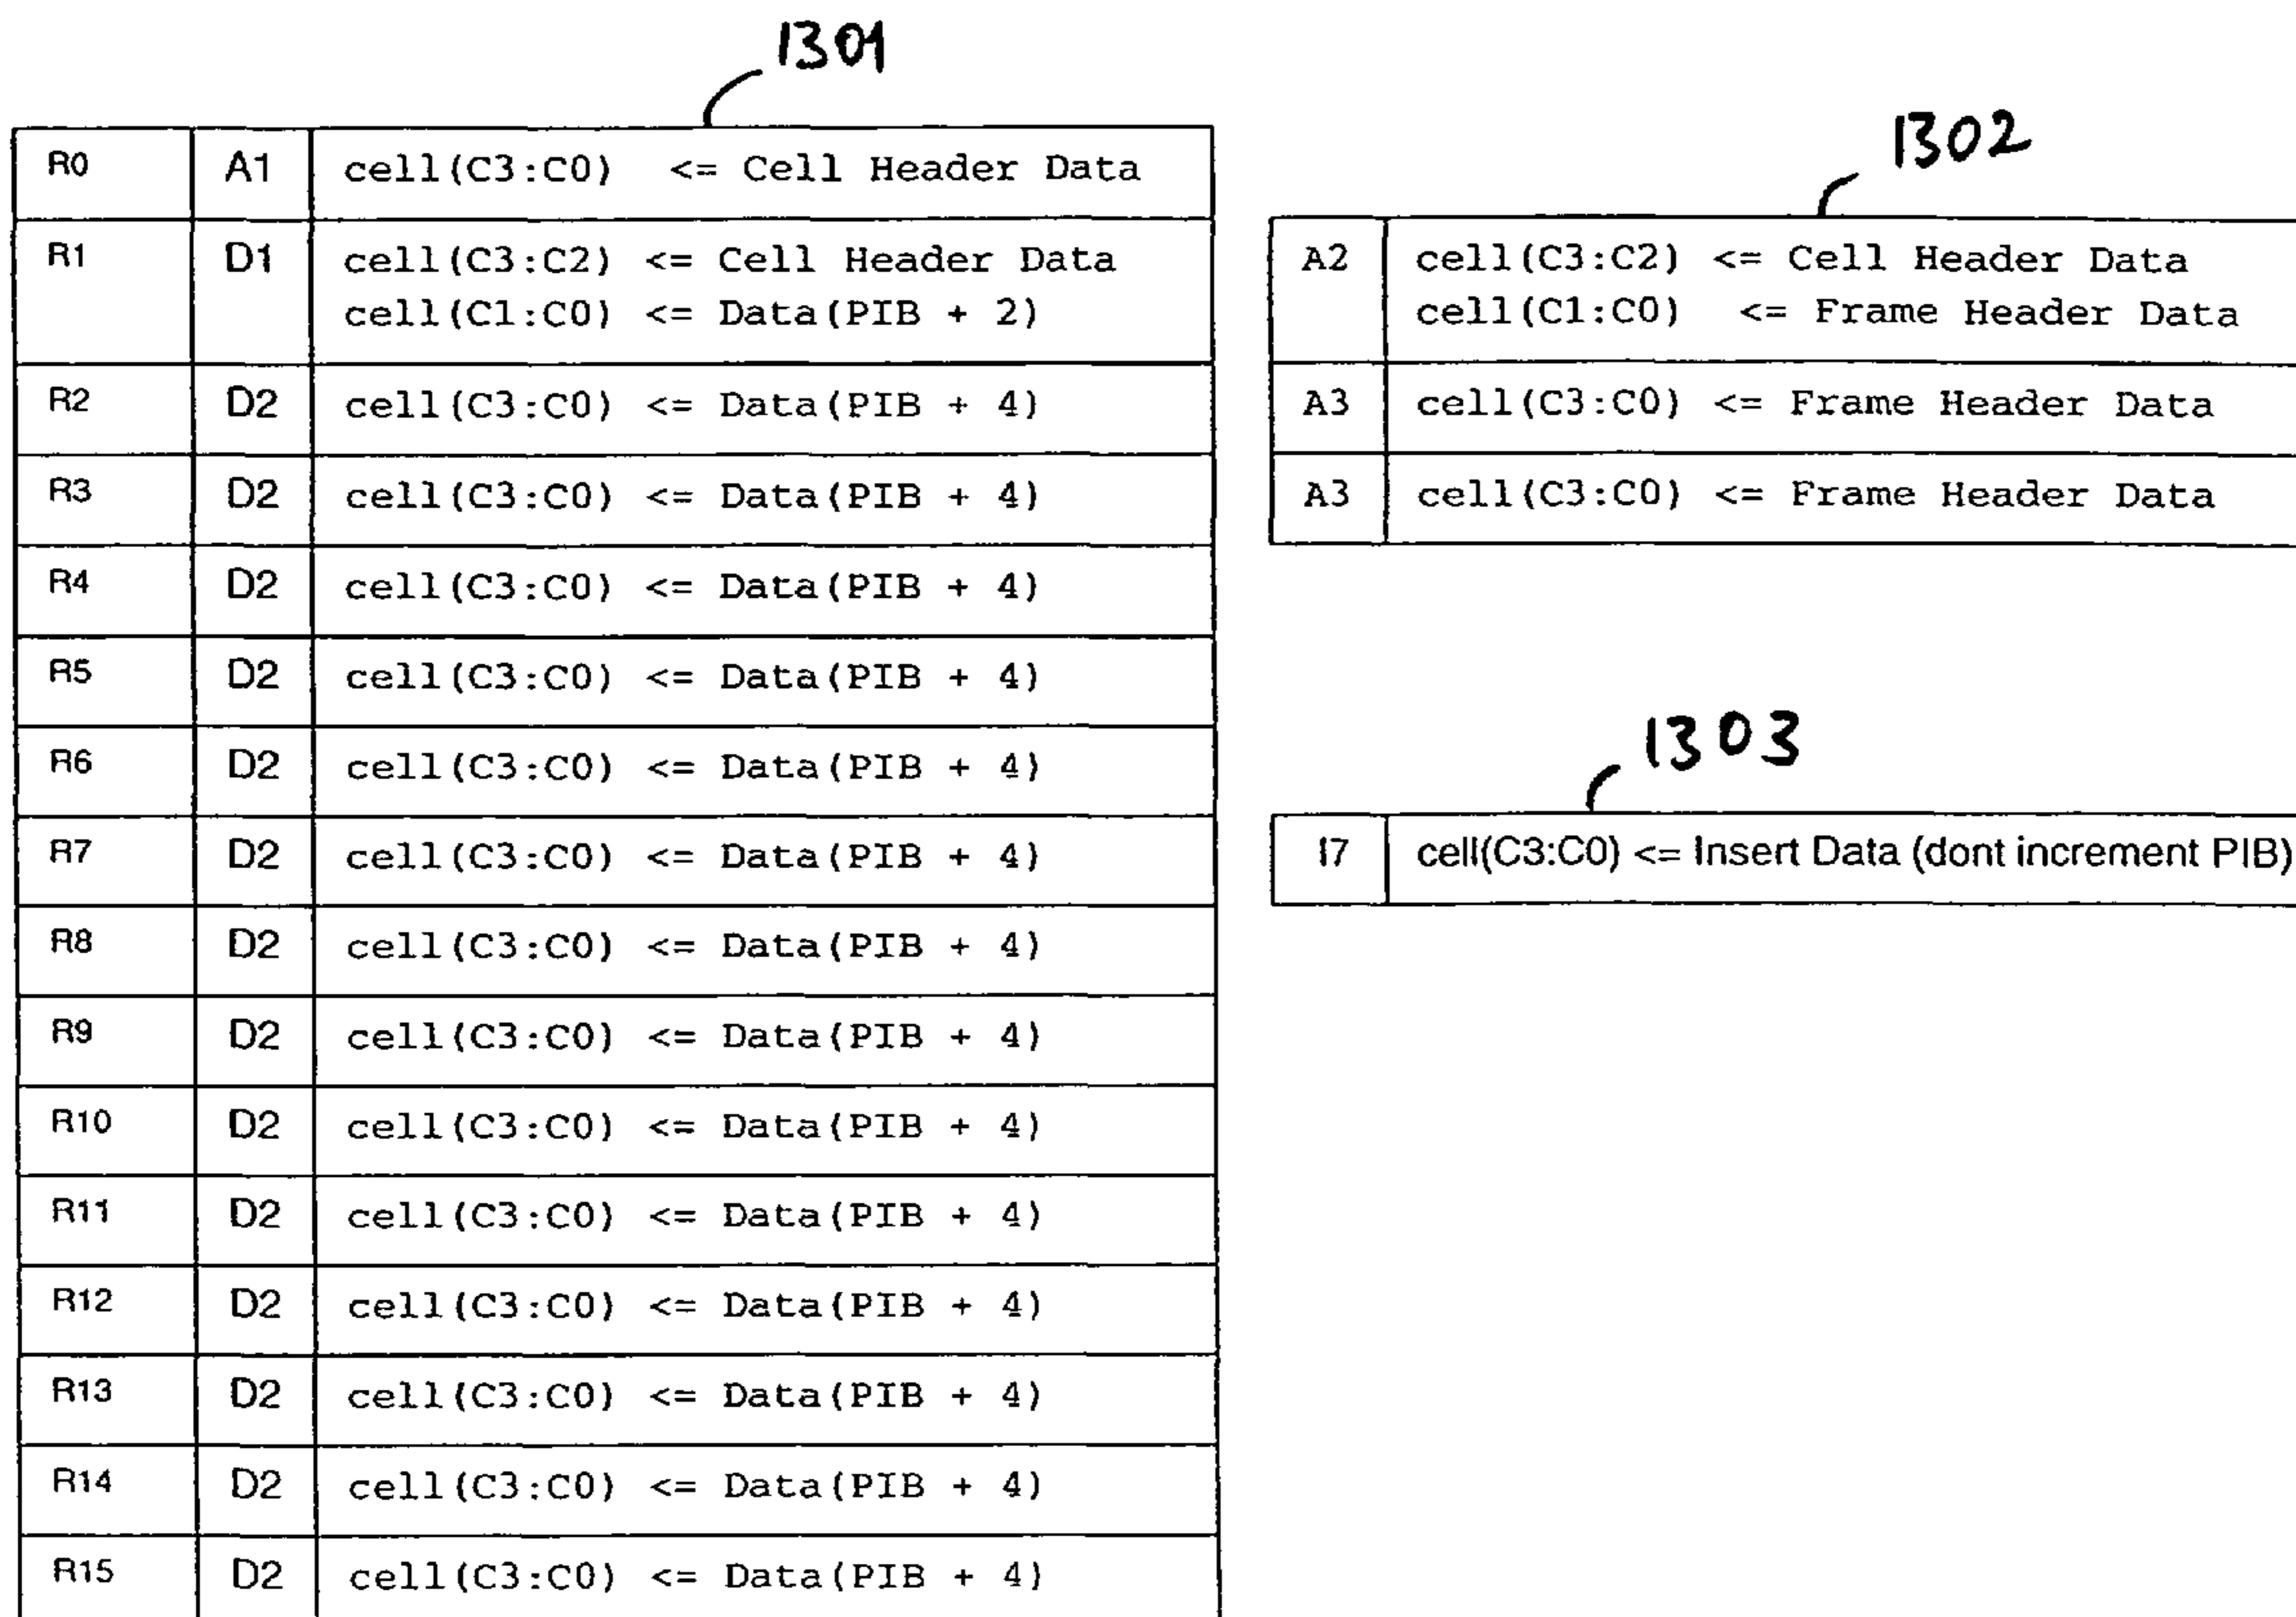 1301
R0 A1 cell(C3:C0) <= Cell Header Data
R1 D1 cell(C3:C2) <= Cell Header Data
cell(C1:C0) <= Data(PIB + 2)
R2 D2 cell(C3:C0) <= Data(PIB + 4)
R3 D2 cell(C3:C0) <= Data(PIB + 4)
R4 D2 cell(C3:C0) <= Data(PIB + 4)
R5 D2 cell(C3:C0) <= Data(PIB + 4)
R6 D2 cell(C3:C0) <= Data(PIB + 4)
R7 D2 cell(C3:C0) <= Data(PIB + 4)
R8 D2 cell(C3:C0) <= Data(PIB + 4)
R9 D2 cell(C3:C0) <= Data(PIB + 4)
R10 D2 cell(C3:C0) <= Data(PIB + 4)
R11 D2 cell(C3:C0) <= Data(PIB + 4)
R12 D2 cell(C3:C0) <= Data(PIB + 4)
R13 D2 cell(C3:C0) <= Data(PIB + 4)
R14 D2 cell(C3:C0) <= Data(PIB + 4)
R15 D2 cell(C3:C0) <= Data(PIB + 4)
1302
A2 cell(C3:C2) <= Cell Header Data
cell(C1:C0) <= Frame Header Data
A3 cell(C3:C0) <= Frame Header Data
A3 cell(C3:C0) <= Frame Header Data
1303
I7 cell(C3:C0) <= Insert Data (dont increment PIB)